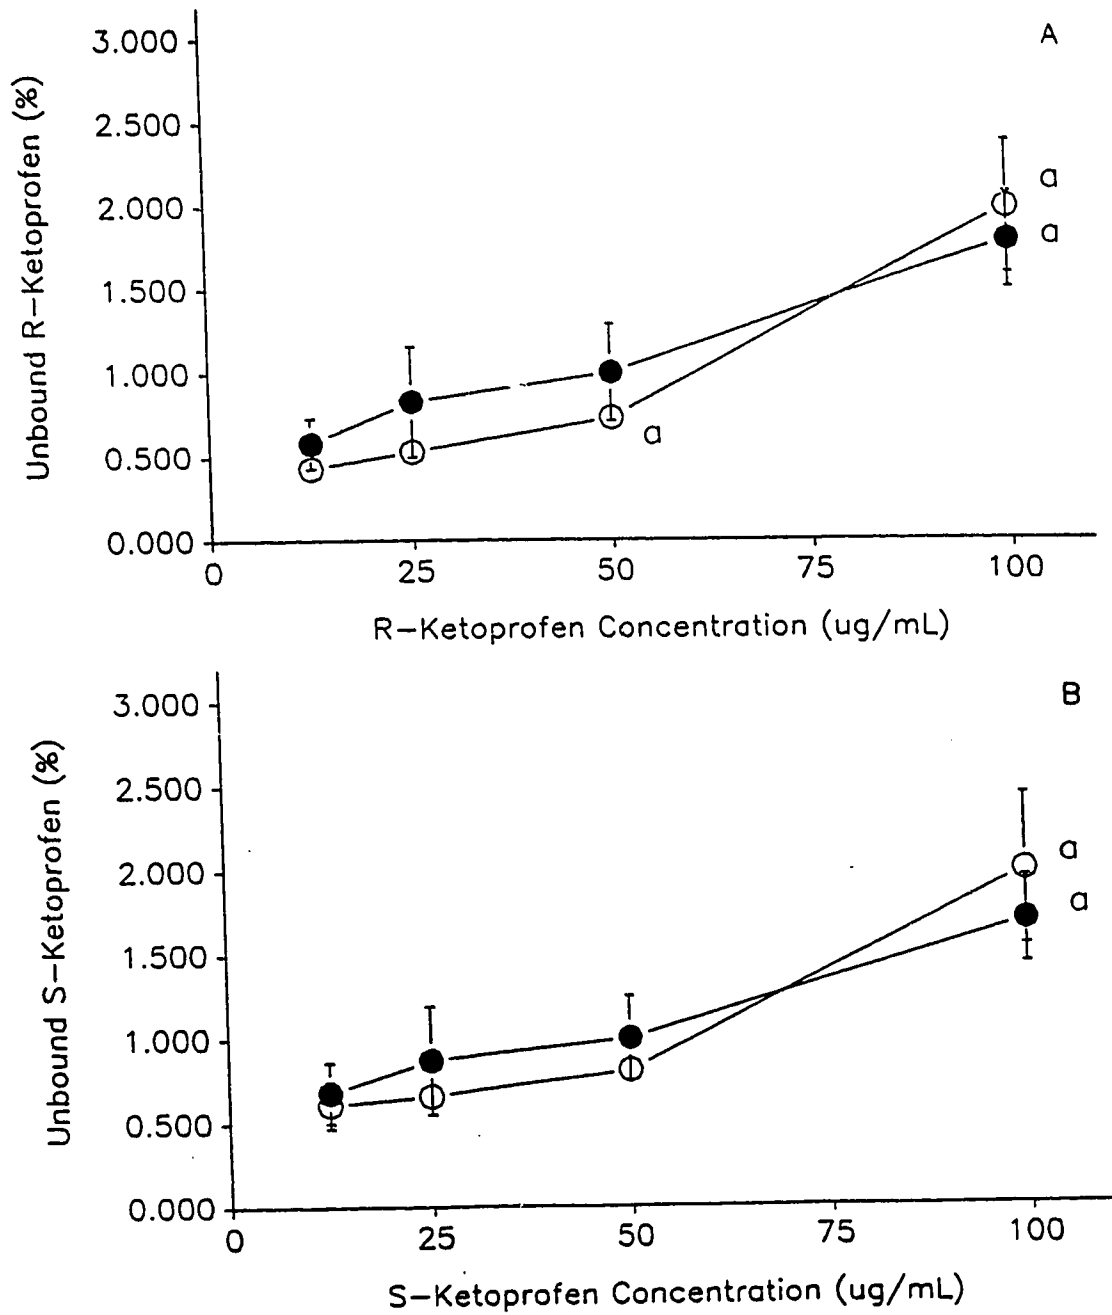 A
Unbound R-Ketoprofen (%)
3.000
2.500
2.000
1.500
1.000
0.500
0.000
a
a
a
0
25
50
75
100
R-Ketoprofen Concentration (ug/mL)
B
Unbound S-Ketoprofen (%)
3.000
2.500
2.000
1.500
1.000
0.500
0.000
a
a
0
25
50
75
100
S-Ketoprofen Concentration (ug/mL)